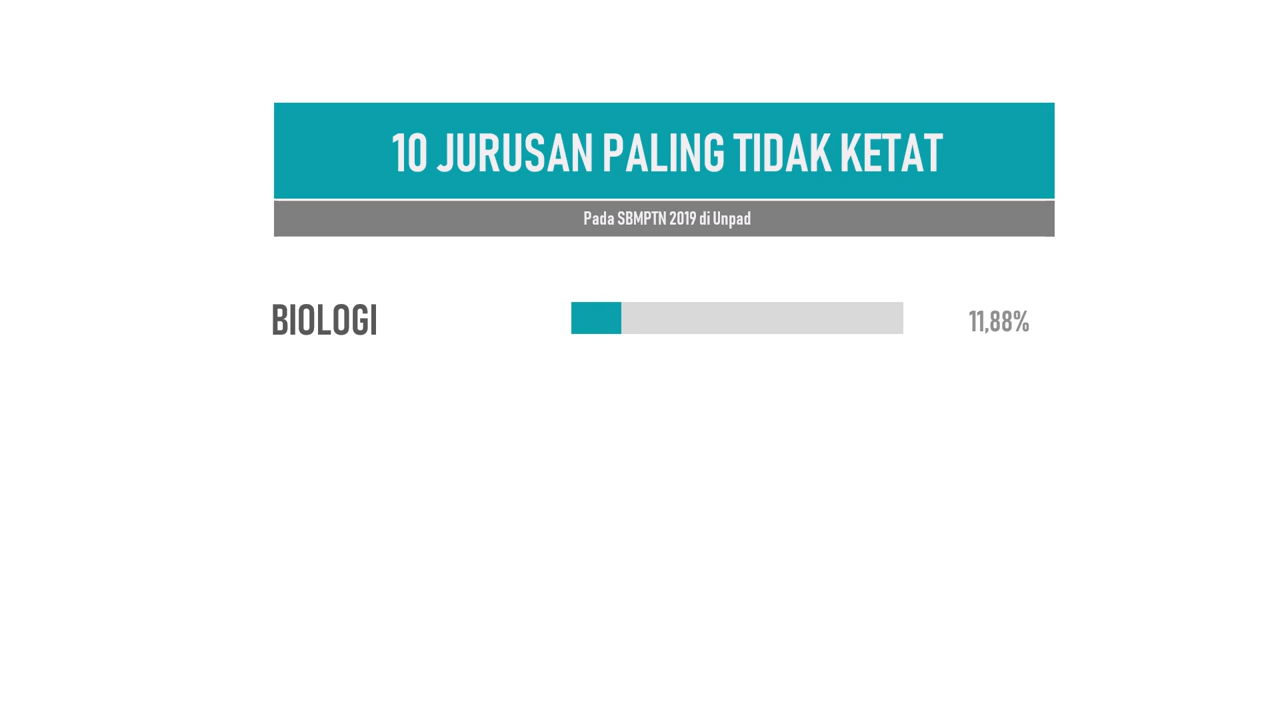 10 JURUSAN PALING TIDAK KETAT
Pada SBMPTN 2019 di Unpad
BIOLOGI 11,88%